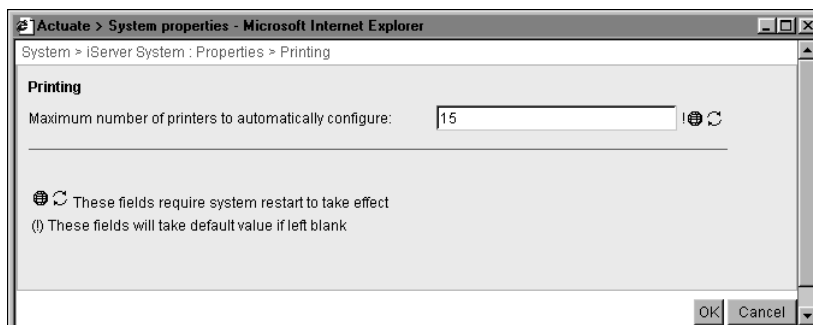 Actuate > System properties - Microsoft Internet Explorer
System > iServer System : Properties > Printing
Printing
Maximum number of printers to automatically configure: 15 !
These fields require system restart to take effect
(!) These fields will take default value if left blank
OK Cancel